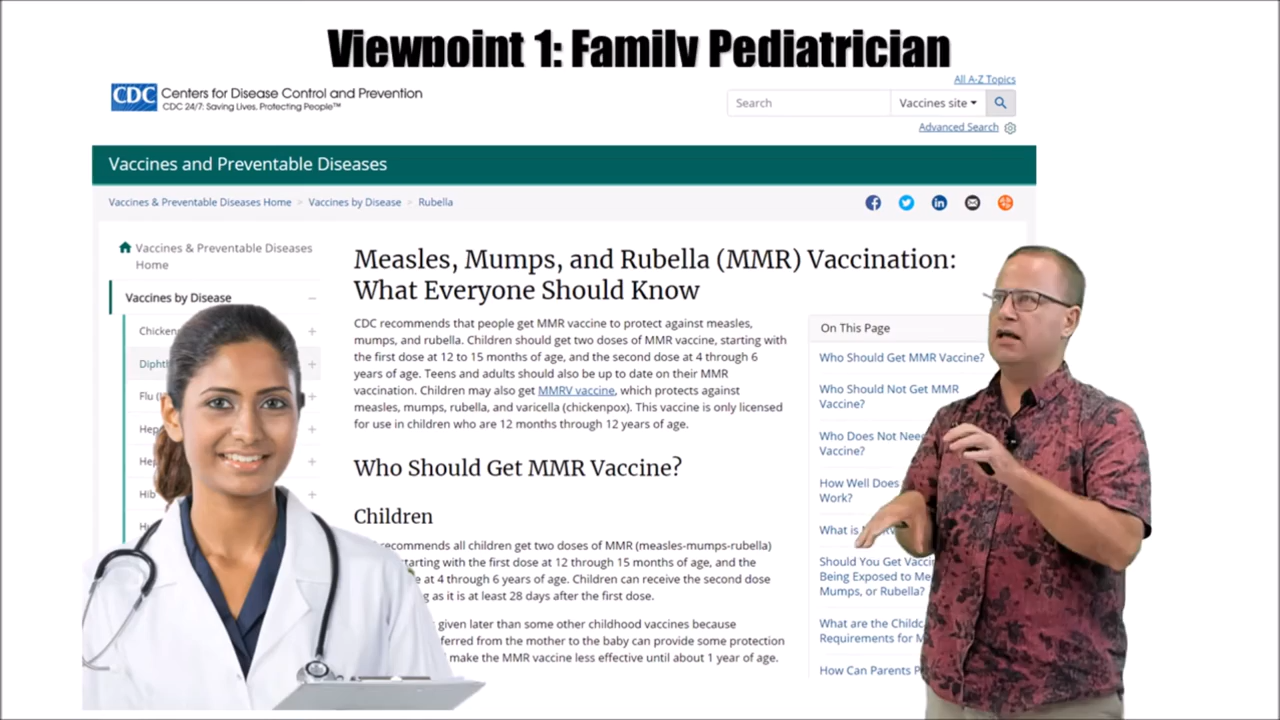 Viewpoint 1: Family Pediatrician
All A-Z Topics
CDC Centers for Disease Control and Prevention
CDC 24/7: Saving Lives. Protecting People™
Search
Vaccines site
Advanced Search
Vaccines and Preventable Diseases
Vaccines & Preventable Diseases Home > Vaccines by Disease > Rubella
Vaccines & Preventable Diseases
Home
Vaccines by Disease
Diphth
Flu
Hep
Hep
Hib
Measles, Mumps, and Rubella (MMR) Vaccination:
What Everyone Should Know
CDC recommends that people get MMR vaccine to protect against measles,
mumps, and rubella. Children should get two doses of MMR vaccine, starting with
the first dose at 12 to 15 months of age, and the second dose at 4 through 6
years of age. Teens and adults should also be up to date on their MMR
vaccination. Children may also get MMRV vaccine, which protects against
measles, mumps, rubella, and varicella (chickenpox). This vaccine is only licensed
for use in children who are 12 months through 12 years of age.
Who Should Get MMR Vaccine?
Children
recommends all children get two doses of MMR (measles-mumps-rubella)
starting with the first dose at 12 through 15 months of age, and the
at 4 through 6 years of age. Children can receive the second dose
as it is at least 28 days after the first dose.
given later than some other childhood vaccines because
from the mother to the baby can provide some protection
make the MMR vaccine less effective until about 1 year of age.
On This Page
Who Should Get MMR Vaccine?
Who Should Not Get MMR
Vaccine?
Who Does Not Need
Vaccine?
How Well Does
Work?
What is
Should You Get
Being Exposed to
Mumps, or Rubella?
What are the
Requirements for
How Can Parents